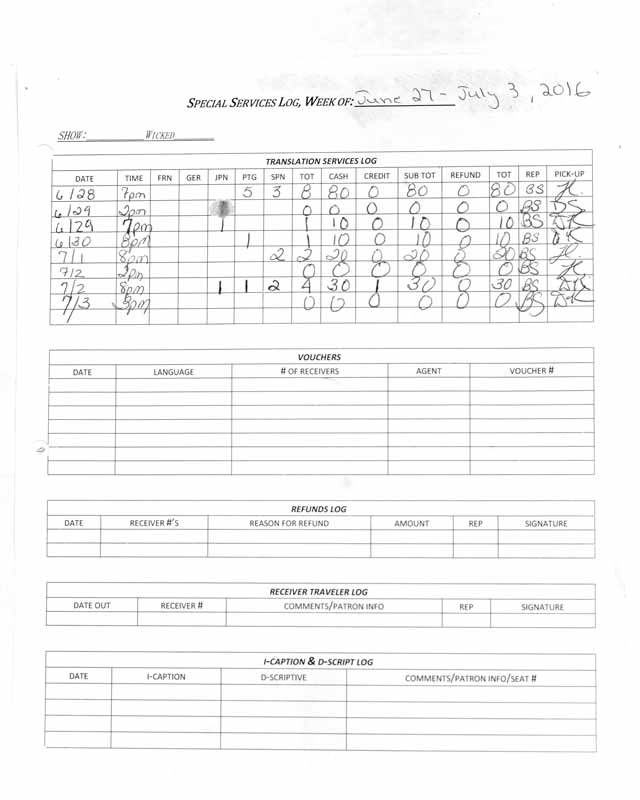 SPECIAL SERVICES LOG, WEEK OF: June 27 - July 3, 2016
SHOW: WICKED
TRANSLATION SERVICES LOG
DATE TIME FRN GER JPN PTG SPN TOT CASH CREDIT SUB TOT REFUND TOT REP PICK-UP
6/28 7pm 5 3 8 80 0 80 0 80 BS
6/29 2pm 0 0 0 0 0 0 BS DS
6/29 7pm 1 1 10 0 10 0 10 BS DK
6/30 8pm 1 1 10 0 10 0 10 BS DK
7/1 8pm 2 2 20 0 20 0 20 BS
7/2 2pm 0 0 0 0 0 0 BS
7/2 8pm 1 1 2 4 30 1 30 0 30 BS DK
7/3 3pm 0 0 0 0 0 0 BS DK
VOUCHERS
DATE LANGUAGE # OF RECEIVERS AGENT VOUCHER #
REFUNDS LOG
DATE RECEIVER #'S REASON FOR REFUND AMOUNT REP SIGNATURE
RECEIVER TRAVELER LOG
DATE OUT RECEIVER # COMMENTS/PATRON INFO REP SIGNATURE
I-CAPTION & D-SCRIPT LOG
DATE I-CAPTION D-SCRIPTIVE COMMENTS/PATRON INFO/SEAT #